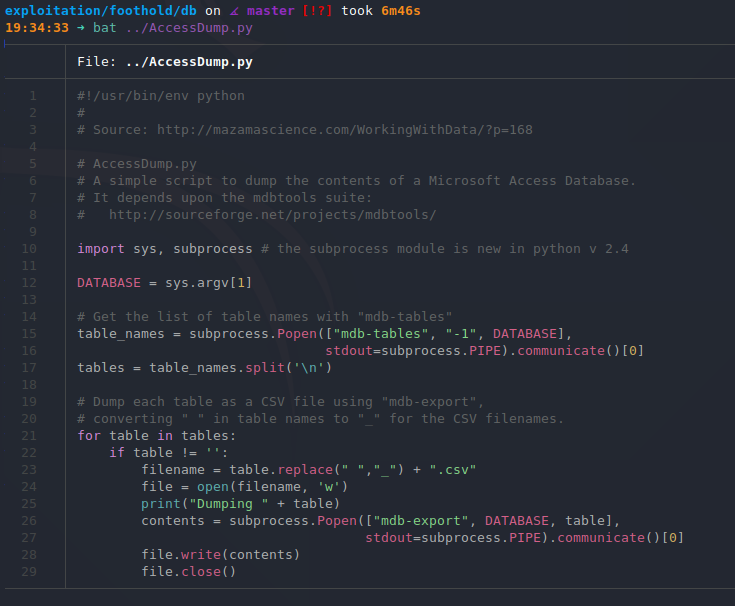 exploitation/foothold/db on ∡ master [!?] took 6m46s
19:34:33 → bat ../AccessDump.py
File: ../AccessDump.py
1 #!/usr/bin/env python
2 #
3 # Source: http://mazamascience.com/WorkingWithData/?p=168
4
5 # AccessDump.py
6 # A simple script to dump the contents of a Microsoft Access Database.
7 # It depends upon the mdbtools suite:
8 #   http://sourceforge.net/projects/mdbtools/
9
10 import sys, subprocess # the subprocess module is new in python v 2.4
11
12 DATABASE = sys.argv[1]
13
14 # Get the list of table names with "mdb-tables"
15 table_names = subprocess.Popen(["mdb-tables", "-1", DATABASE],
16                                stdout=subprocess.PIPE).communicate()[0]
17 tables = table_names.split('\n')
18
19 # Dump each table as a CSV file using "mdb-export",
20 # converting " " in table names to "_" for the CSV filenames.
21 for table in tables:
22     if table != '':
23         filename = table.replace(" ","_") + ".csv"
24         file = open(filename, 'w')
25         print("Dumping " + table)
26         contents = subprocess.Popen(["mdb-export", DATABASE, table],
27                                     stdout=subprocess.PIPE).communicate()[0]
28         file.write(contents)
29         file.close()